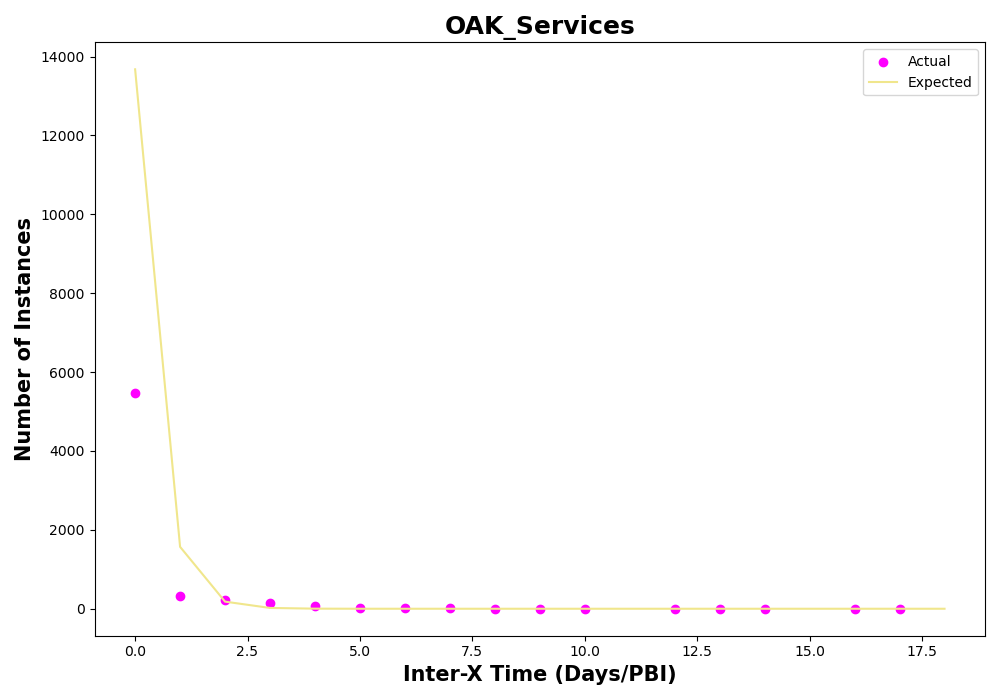 OAK_Services
Actual
Expected
Number of Instances
14000
12000
10000
8000
6000
4000
2000
0
0.0 2.5 5.0 7.5 10.0 12.5 15.0 17.5
Inter-X Time (Days/PBI)